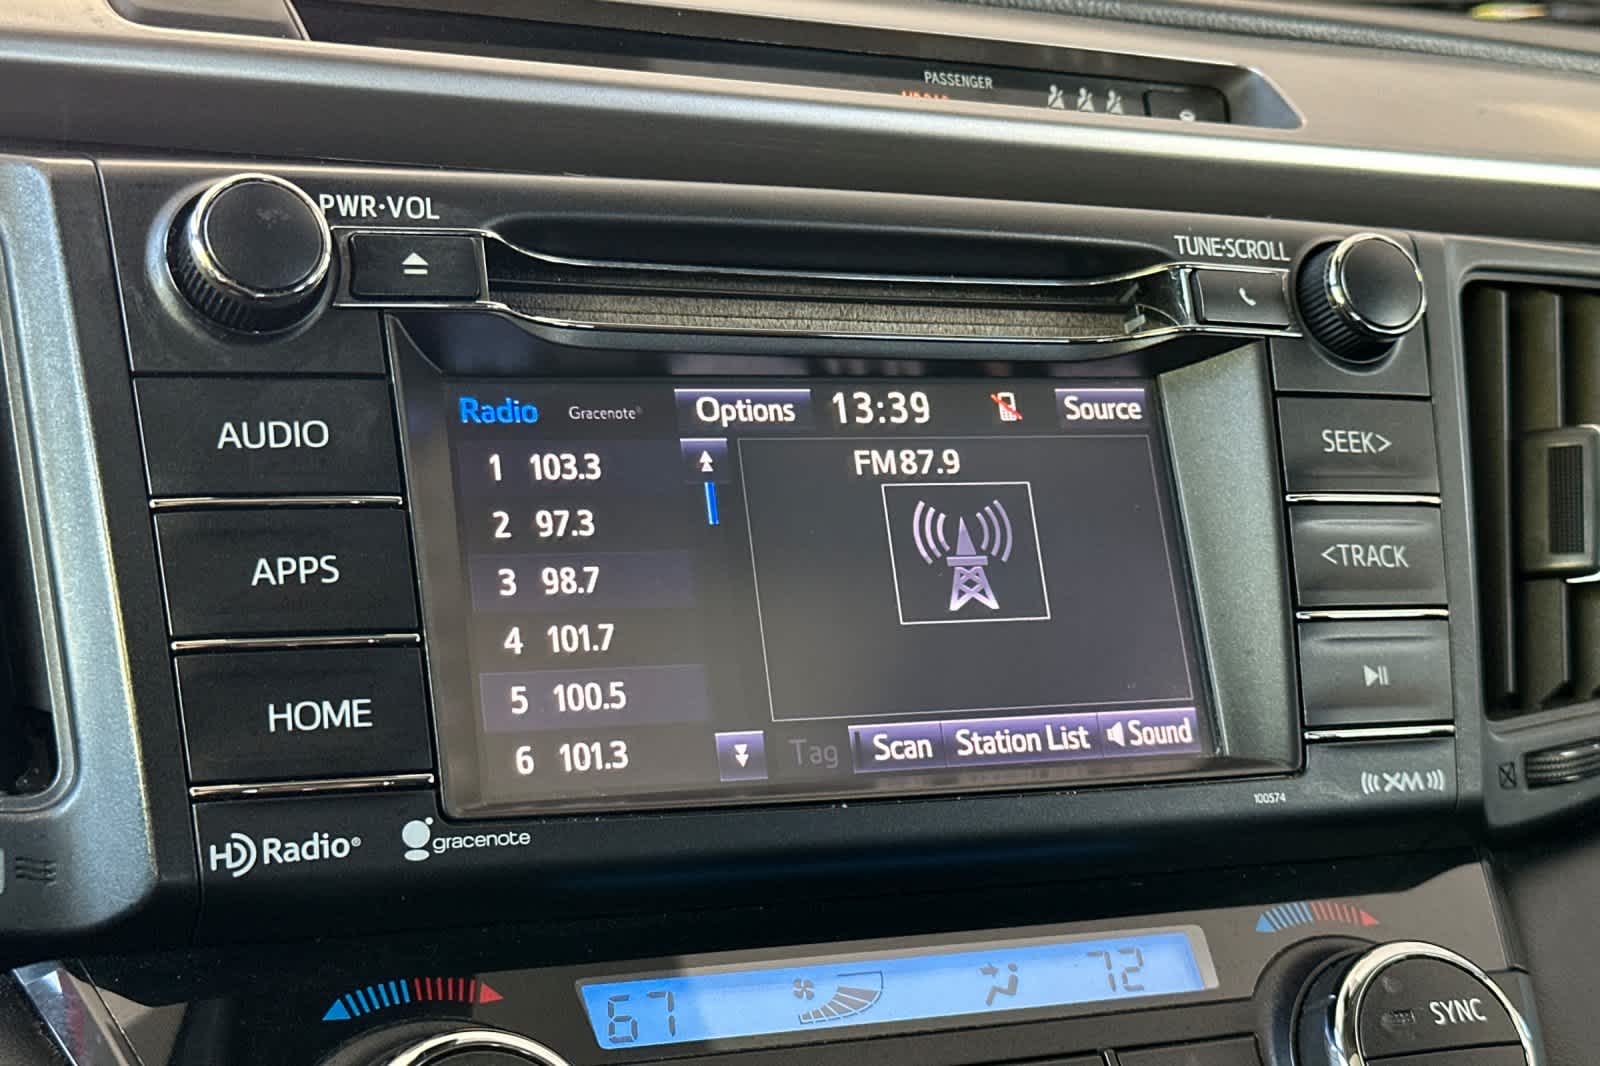 PASSENGER
PWR•VOL
TUNE•SCROLL
AUDIO
APPS
HOME
Radio Gracenote® Options 13:39 Source
1 103.3
2 97.3
3 98.7
4 101.7
5 100.5
6 101.3
FM87.9
Tag Scan Station List Sound
SEEK>
<TRACK
XM
100574
HD Radio®
gracenote
67 72
SYNC